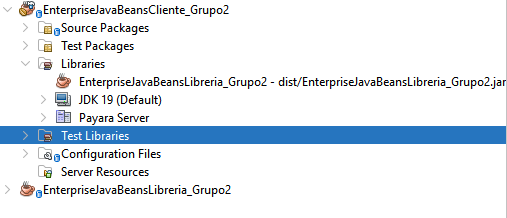 EnterpriseJavaBeansCliente_Grupo2
Source Packages
Test Packages
Libraries
EnterpriseJavaBeansLibreria_Grupo2 - dist/EnterpriseJavaBeansLibreria_Grupo2.jar
JDK 19 (Default)
Payara Server
Test Libraries
Configuration Files
Server Resources
EnterpriseJavaBeansLibreria_Grupo2